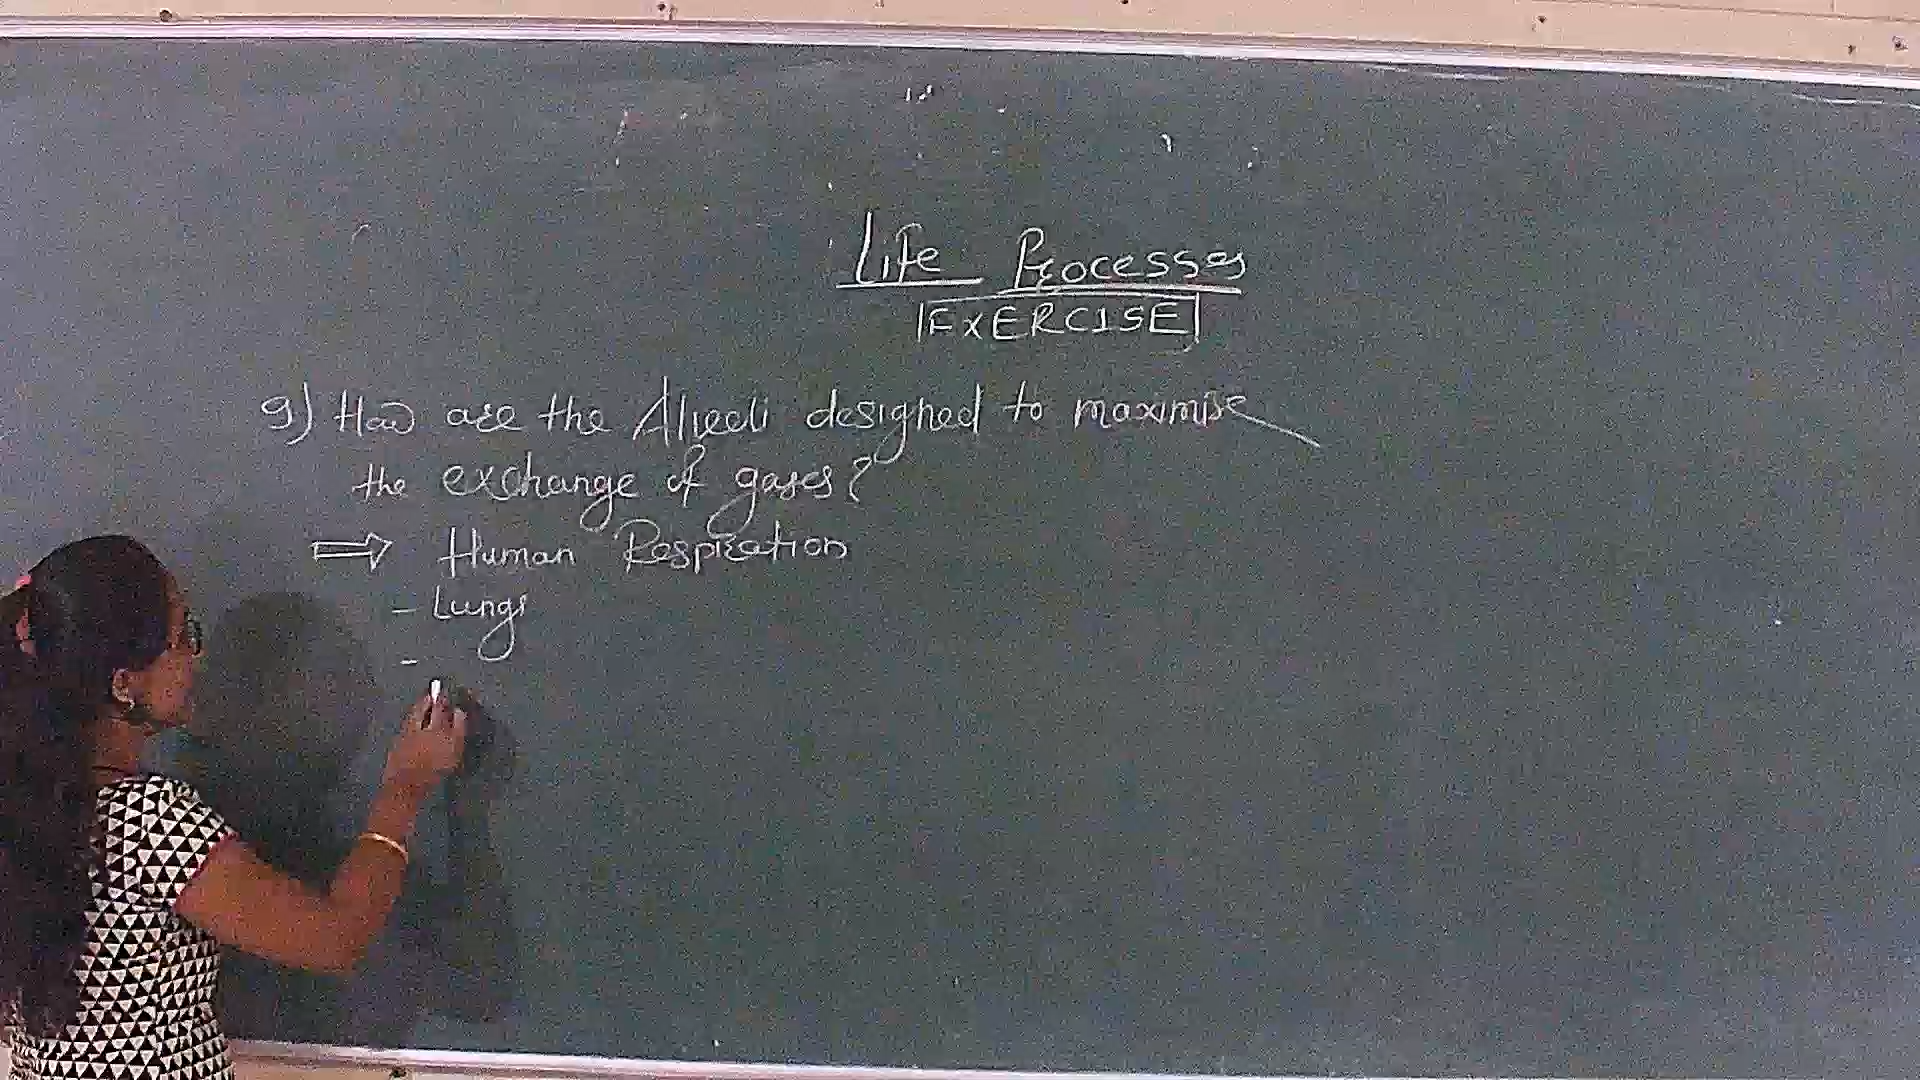 Life Processes
EXERCISE
9) How are the Alveoli designed to maximise
the exchange of gases?
⇒ Human Respiration
- Lungs
-